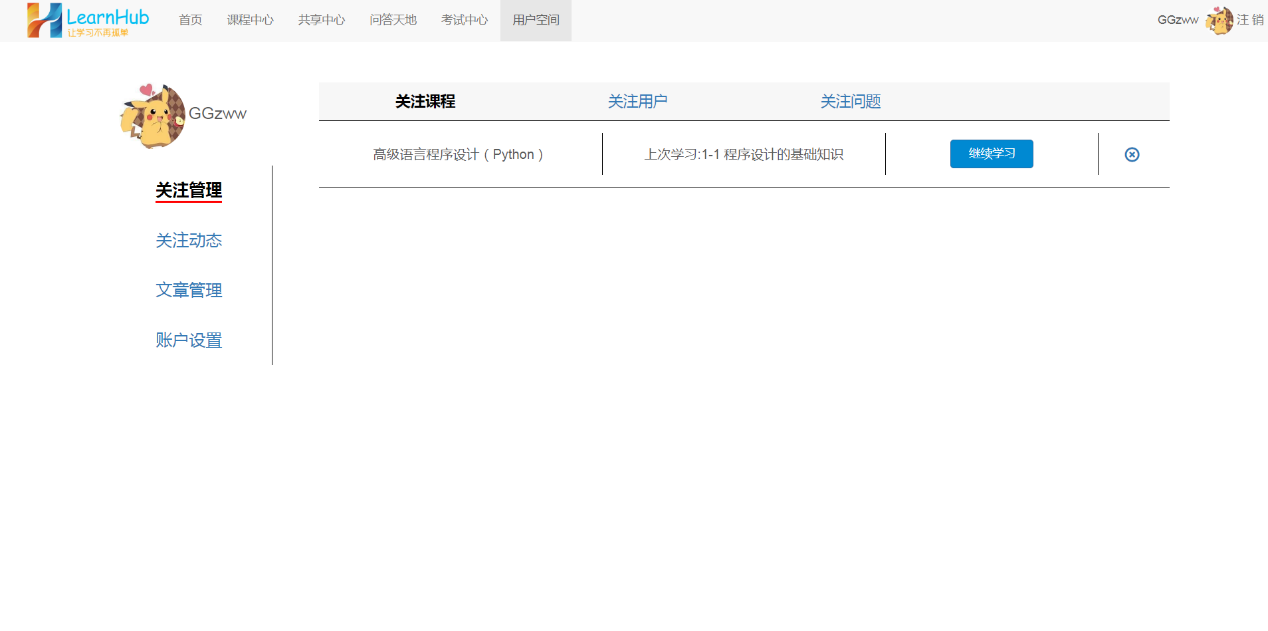 LearnHub
让学习不再孤单
首页 课程中心 共享中心 问答天地 考试中心 用户空间 GGzww 注 销
GGzww
关注课程 关注用户 关注问题
高级语言程序设计（Python） 上次学习:1-1 程序设计的基础知识 继续学习
关注管理
关注动态
文章管理
账户设置